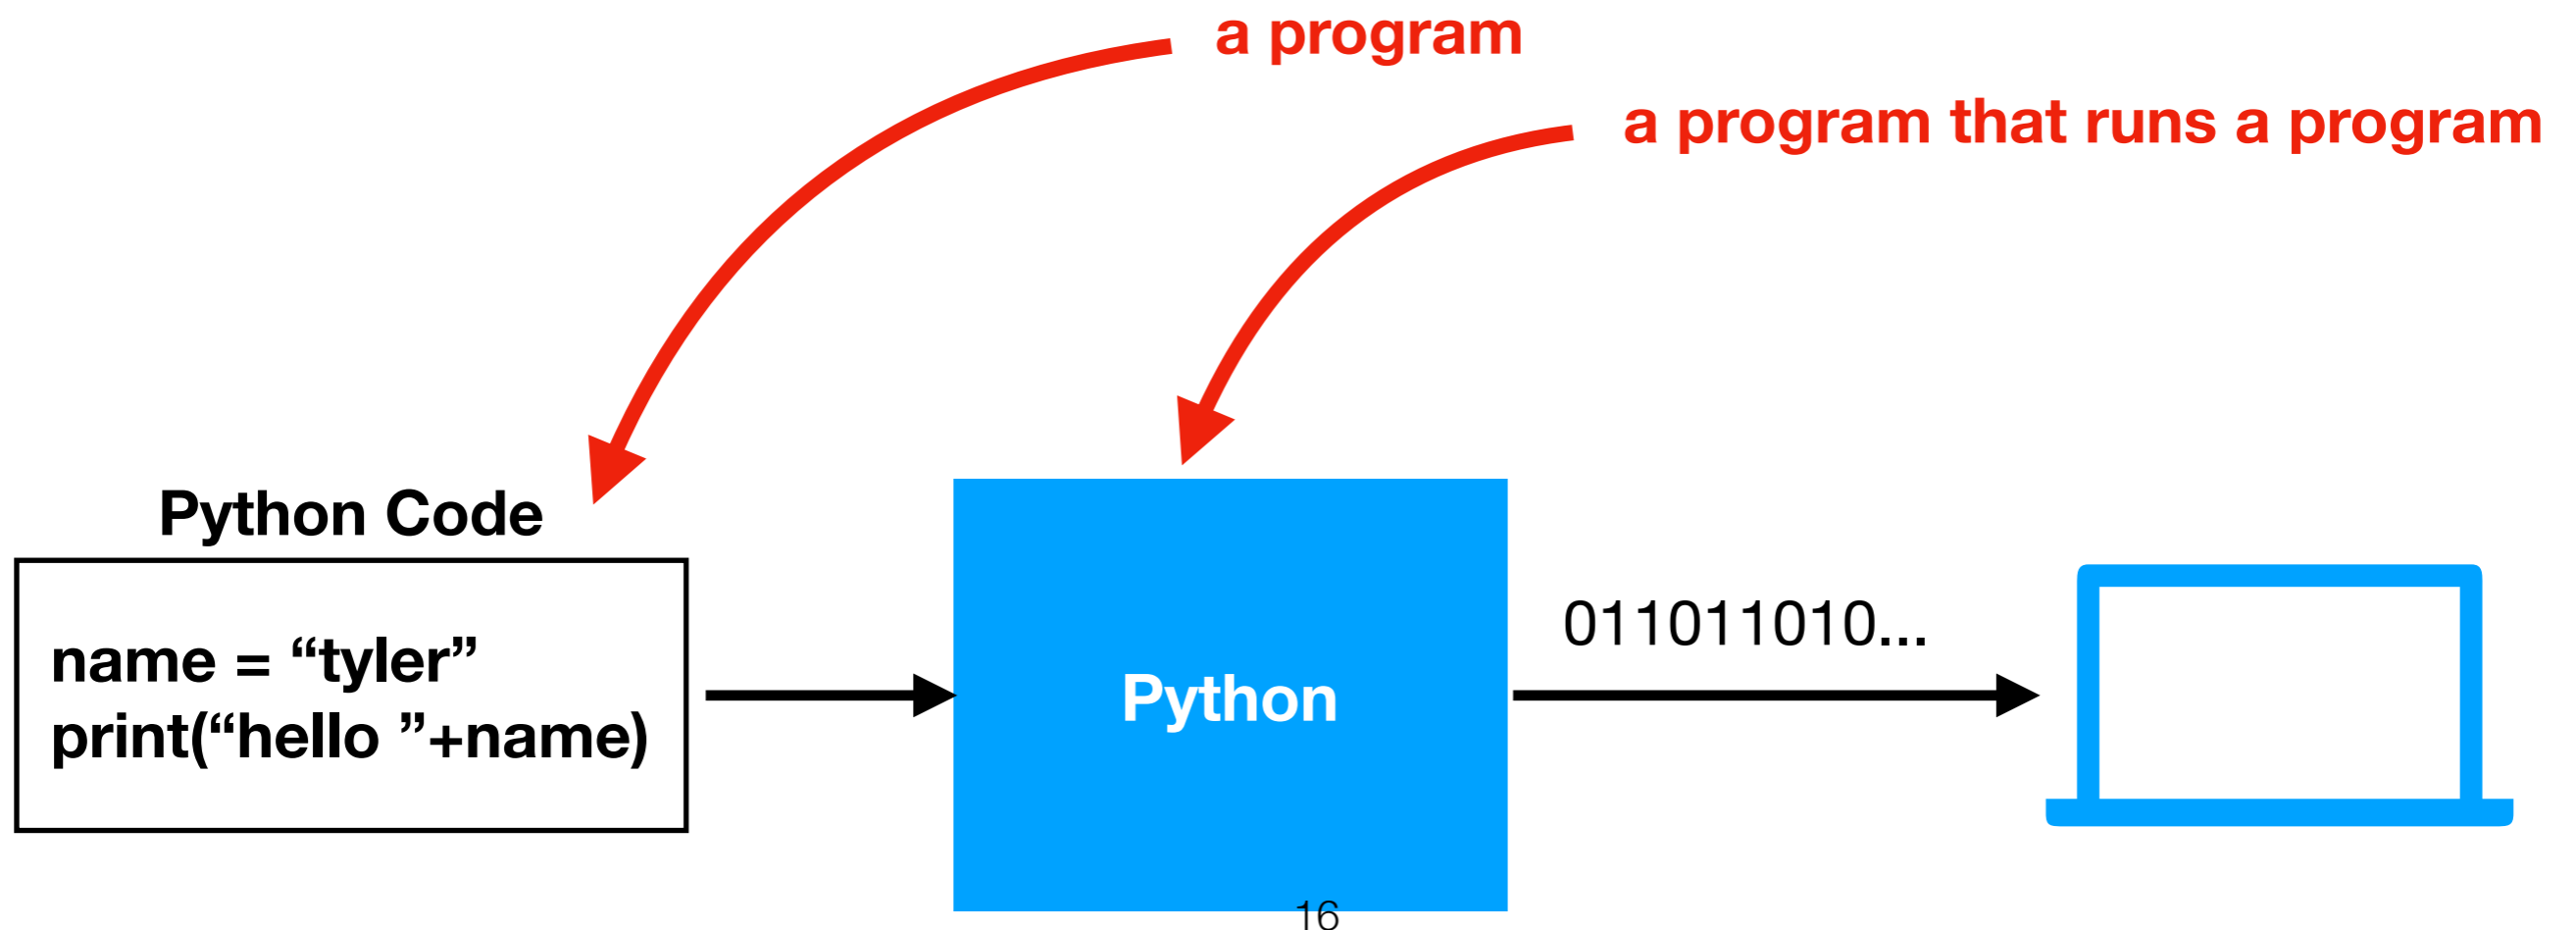 a program
a program that runs a program
Python Code
name = “tyler”
print(“hello ”+name)
Python
011011010...
16